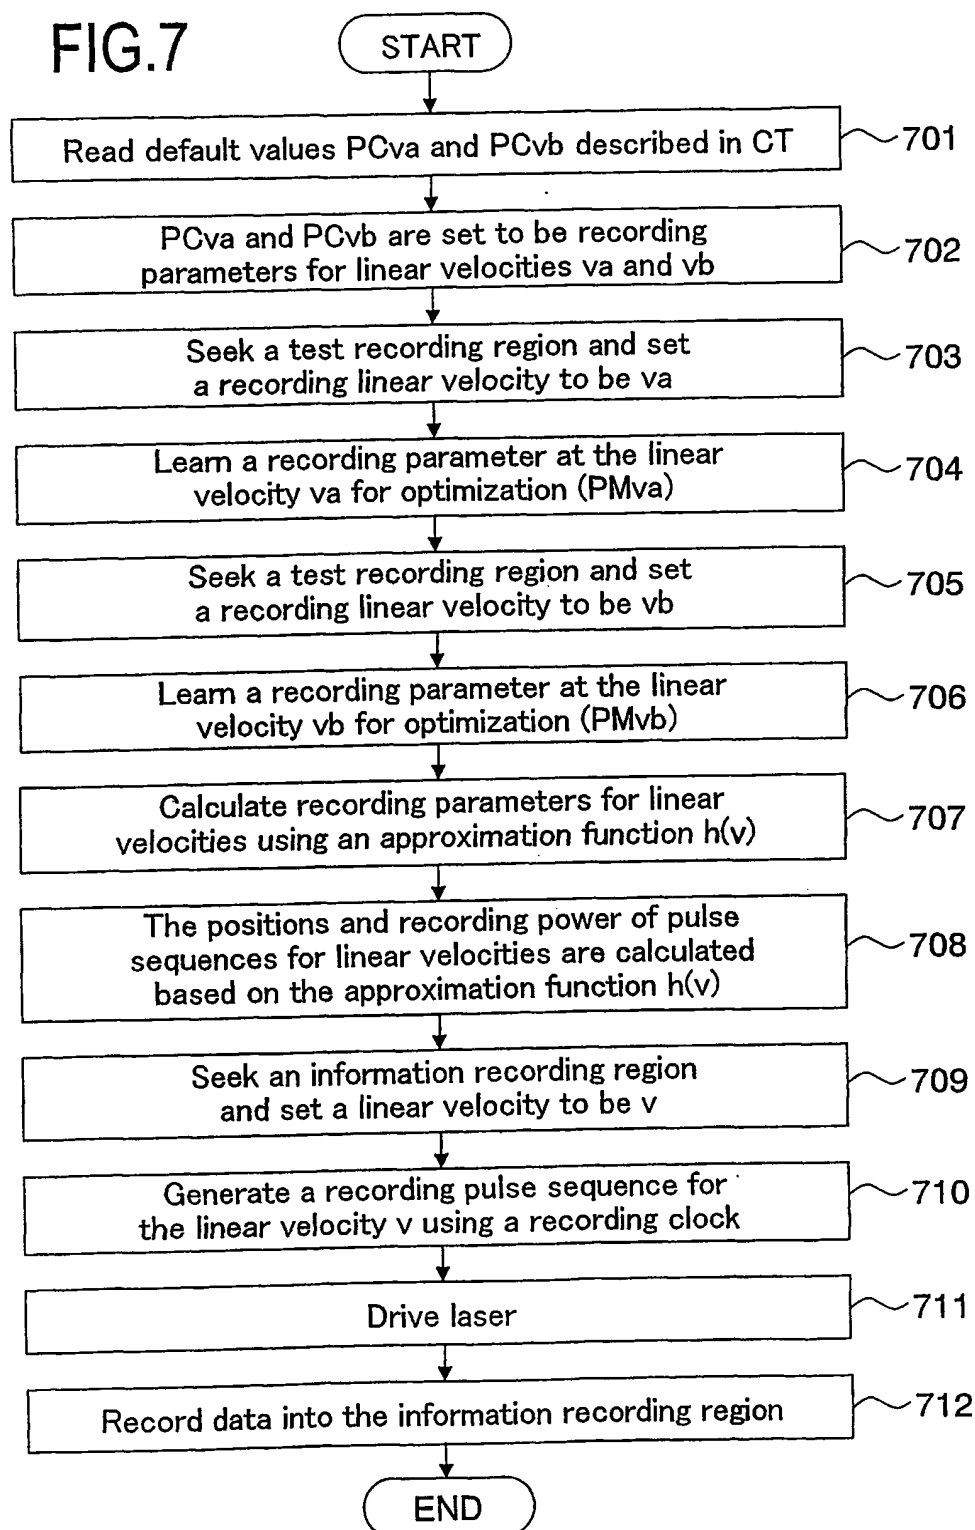 FIG.7
START
Read default values PCva and PCvb described in CT
701
PCva and PCvb are set to be recording
parameters for linear velocities va and vb
702
Seek a test recording region and set
a recording linear velocity to be va
703
Learn a recording parameter at the linear
velocity va for optimization (PMva)
704
Seek a test recording region and set
a recording linear velocity to be vb
705
Learn a recording parameter at the linear
velocity vb for optimization (PMvb)
706
Calculate recording parameters for linear
velocities using an approximation function h(v)
707
The positions and recording power of pulse
sequences for linear velocities are calculated
based on the approximation function h(v)
708
Seek an information recording region
and set a linear velocity to be v
709
Generate a recording pulse sequence for
the linear velocity v using a recording clock
710
Drive laser
711
Record data into the information recording region
712
END